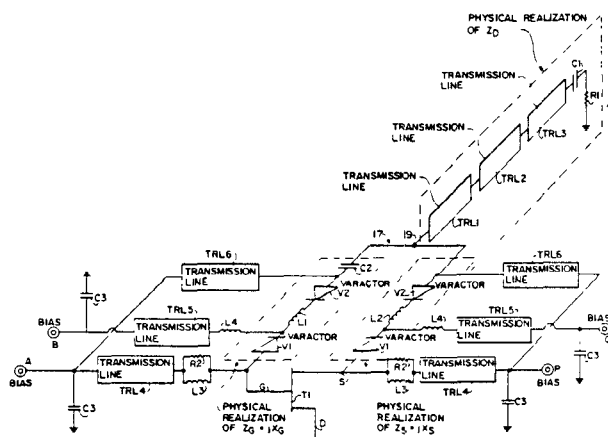 PHYSICAL REALIZATION
OF ZD
TRANSMISSION
LINE
C1
R1
TRL3
TRANSMISSION
LINE
TRL2
TRANSMISSION
LINE
TRL1
17 19
TRL6
TRANSMISSION
LINE
C2
VARACTOR
V2
TRL6
TRANSMISSION
LINE
VARACTOR
V2
C3
BIAS
B
TRL5
TRANSMISSION
LINE
L4
L1
VARACTOR
V1
L2
VARACTOR
V1
L4
TRL5
TRANSMISSION
LINE
C3
BIAS
A
TRANSMISSION
LINE
TRL4
R2
L3
G
T1
S
R2
L3
TRANSMISSION
LINE
TRL4
P
BIAS
C3
PHYSICAL
REALIZATION
OF ZG = jXG
D
PHYSICAL
REALIZATION
OF ZS = jXS
C3